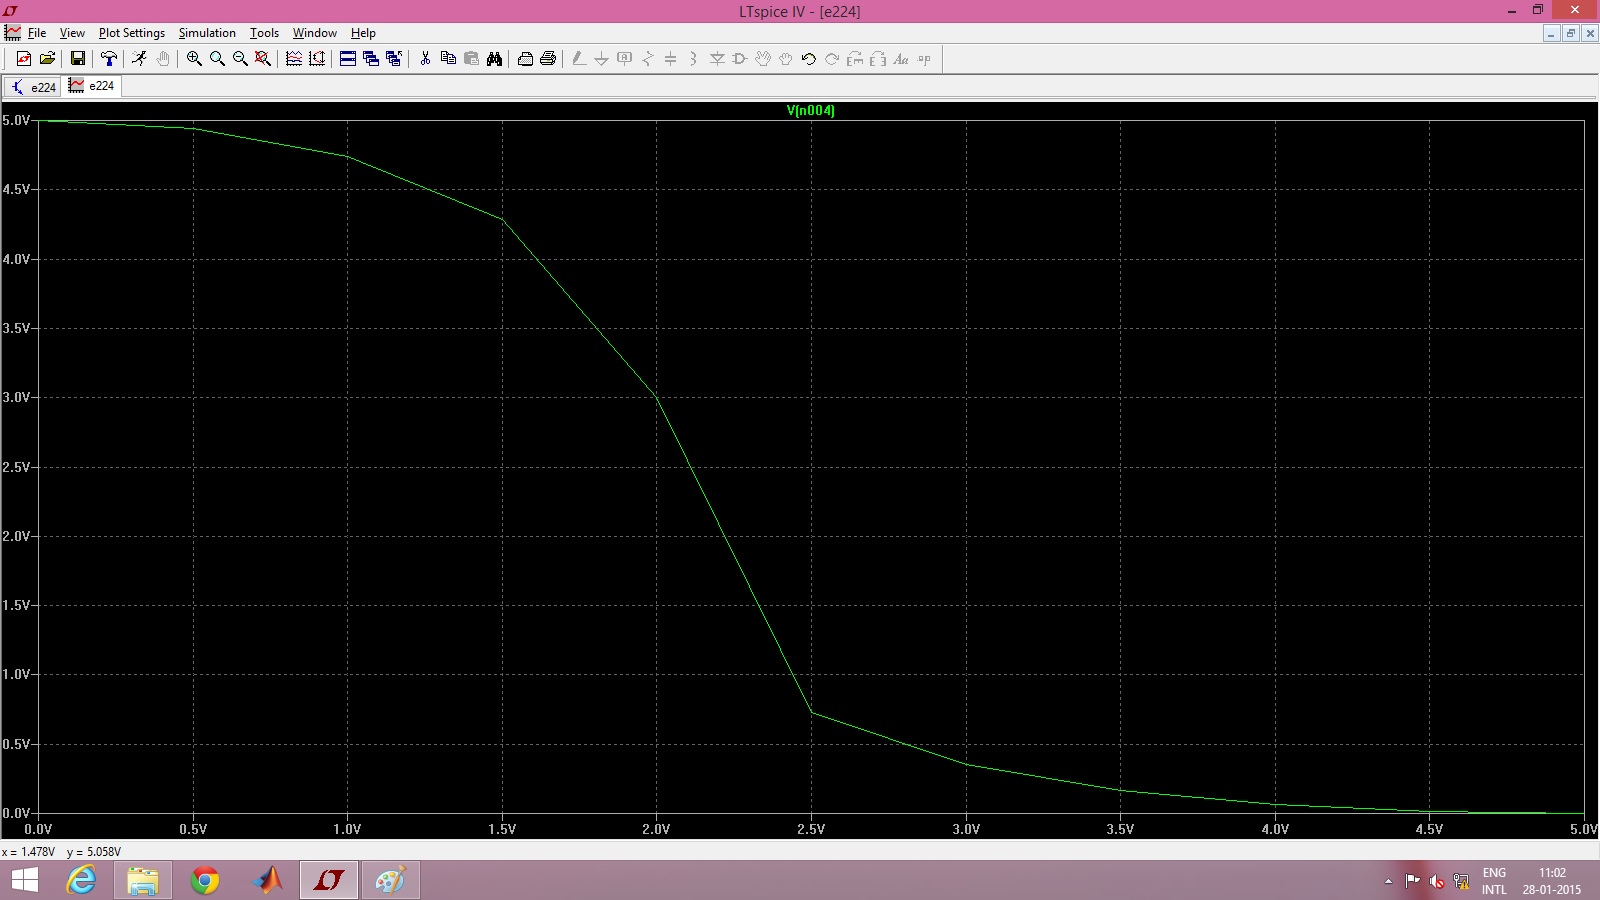 LTspice IV - [e224]
File View Plot Settings Simulation Tools Window Help
e224 e224
V(n004)
5.0V
4.5V
4.0V
3.5V
3.0V
2.5V
2.0V
1.5V
1.0V
0.5V
0.0V
0.0V 0.5V 1.0V 1.5V 2.0V 2.5V 3.0V 3.5V 4.0V 4.5V 5.0V
x = 1.478V y = 5.058V
ENG 11:02
INTL 28-01-2015